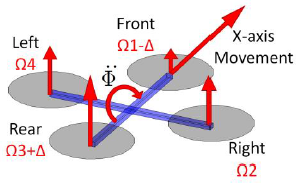 Front
Ω1-Δ
X-axis
Movement
Left
Ω4
Φ̈
Rear
Ω3+Δ
Right
Ω2